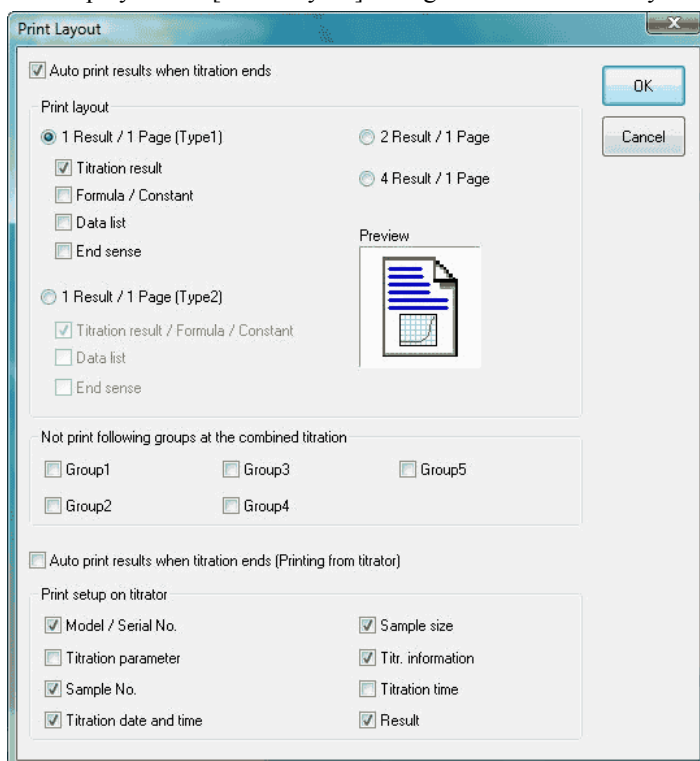 Print Layout
Auto print results when titration ends
OK
Print layout
1 Result / 1 Page (Type1)
2 Result / 1 Page
Cancel
Titration result
4 Result / 1 Page
Formula / Constant
Data list
Preview
End sense
1 Result / 1 Page (Type2)
Titration result / Formula / Constant
Data list
End sense
Not print following groups at the combined titration
Group1
Group3
Group5
Group2
Group4
Auto print results when titration ends (Printing from titrator)
Print setup on titrator
Model / Serial No.
Sample size
Titration parameter
Titr. information
Sample No.
Titration time
Titration date and time
Result